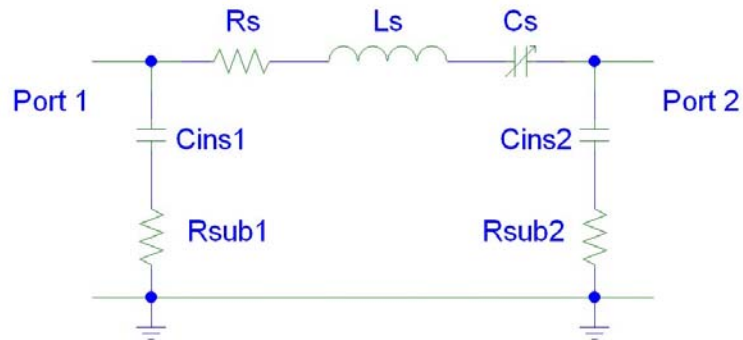 Rs Ls Cs
Port 1 Port 2
Cins1 Cins2
Rsub1 Rsub2